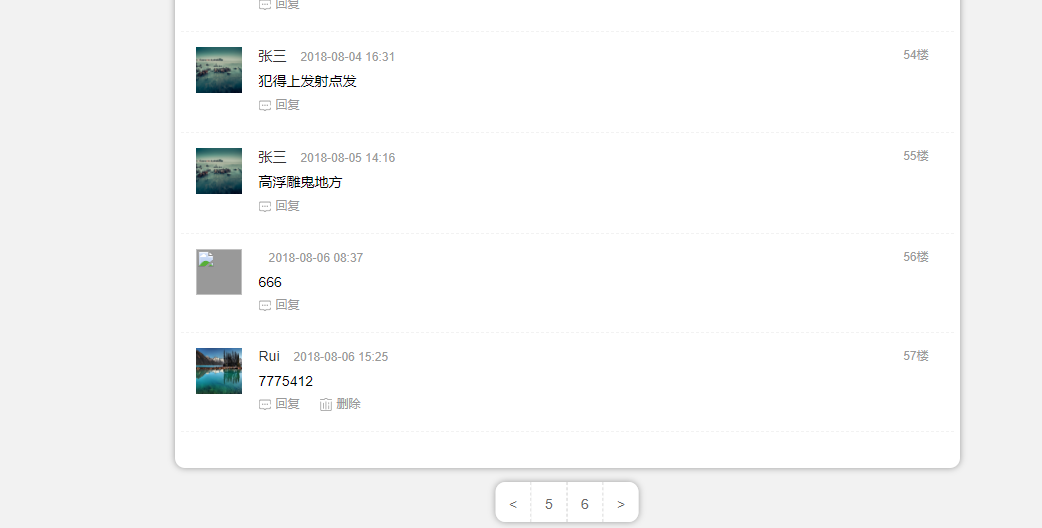 回复
张三 2018-08-04 16:31 54楼
犯得上发射点发
回复
张三 2018-08-05 14:16 55楼
高浮雕鬼地方
回复
2018-08-06 08:37 56楼
666
回复
Rui 2018-08-06 15:25 57楼
7775412
回复 删除
< 5 6 >